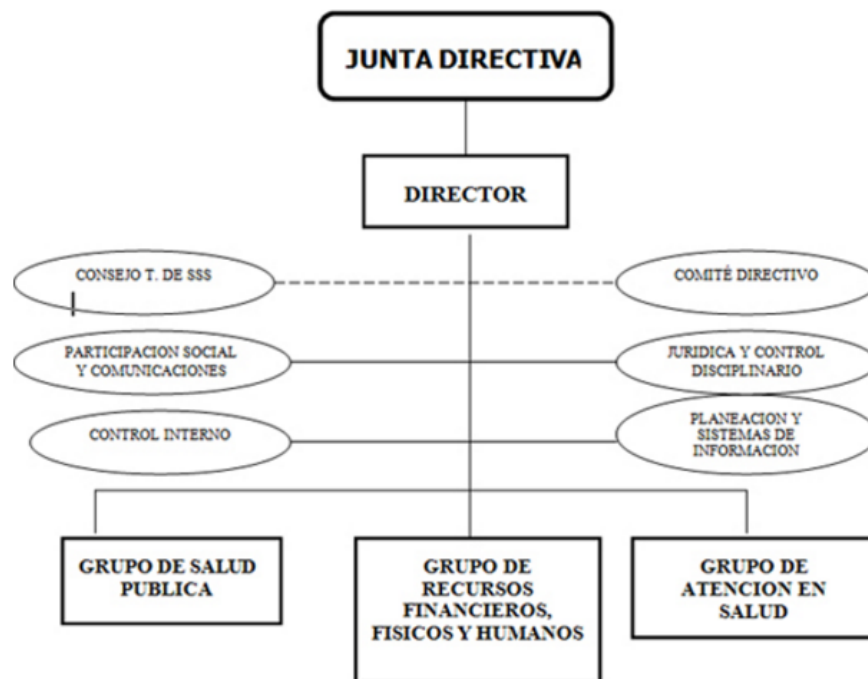 JUNTA DIRECTIVA
DIRECTOR
CONSEJO T. DE SSS
COMITÉ DIRECTIVO
PARTICIPACION SOCIAL
Y COMUNICACIONES
JURIDICA Y CONTROL
DISCIPLINARIO
CONTROL INTERNO
PLANEACION Y
SISTEMAS DE
INFORMACION
GRUPO DE SALUD
PUBLICA
GRUPO DE
RECURSOS
FINANCIEROS,
FISICOS Y HUMANOS
GRUPO DE
ATENCION EN
SALUD